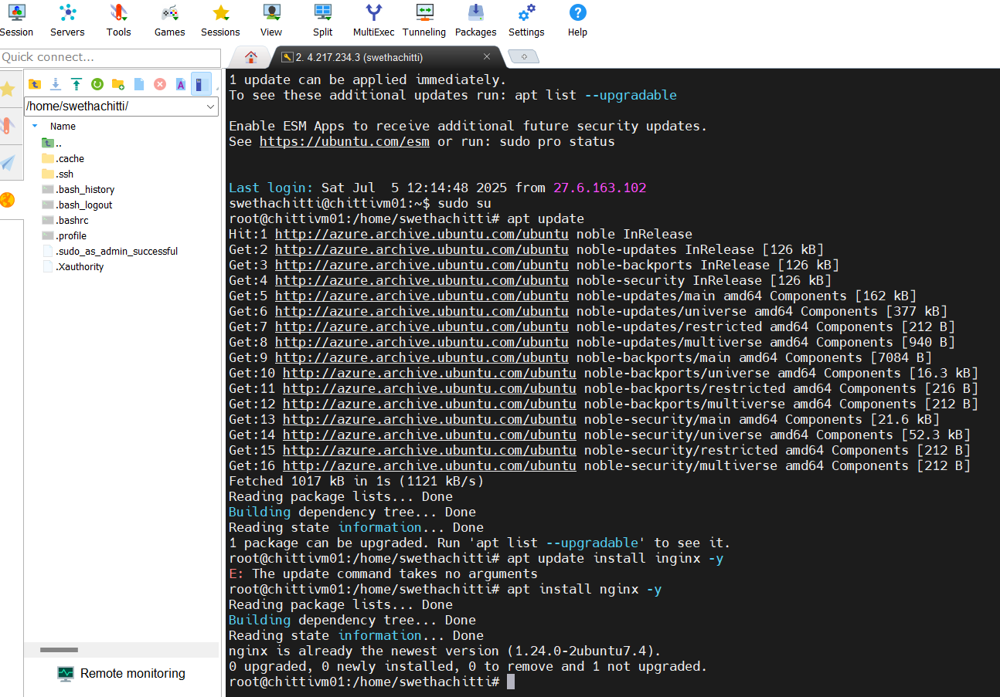 Session Servers Tools Games Sessions View Split MultiExec Tunneling Packages Settings Help
Quick connect...
2. 4.217.234.3 (swethachitti)
/home/swethachitti/
Name
..
.cache
.ssh
.bash_history
.bash_logout
.bashrc
.profile
.sudo_as_admin_successful
.Xauthority
Remote monitoring
1 update can be applied immediately.
To see these additional updates run: apt list --upgradable
Enable ESM Apps to receive additional future security updates.
See https://ubuntu.com/esm or run: sudo pro status
Last login: Sat Jul  5 12:14:48 2025 from 27.6.163.102
swethachitti@chittivm01:~$ sudo su
root@chittivm01:/home/swethachitti# apt update
Hit:1 http://azure.archive.ubuntu.com/ubuntu noble InRelease
Get:2 http://azure.archive.ubuntu.com/ubuntu noble-updates InRelease [126 kB]
Get:3 http://azure.archive.ubuntu.com/ubuntu noble-backports InRelease [126 kB]
Get:4 http://azure.archive.ubuntu.com/ubuntu noble-security InRelease [126 kB]
Get:5 http://azure.archive.ubuntu.com/ubuntu noble-updates/main amd64 Components [162 kB]
Get:6 http://azure.archive.ubuntu.com/ubuntu noble-updates/universe amd64 Components [377 kB]
Get:7 http://azure.archive.ubuntu.com/ubuntu noble-updates/restricted amd64 Components [212 B]
Get:8 http://azure.archive.ubuntu.com/ubuntu noble-updates/multiverse amd64 Components [940 B]
Get:9 http://azure.archive.ubuntu.com/ubuntu noble-backports/main amd64 Components [7084 B]
Get:10 http://azure.archive.ubuntu.com/ubuntu noble-backports/universe amd64 Components [16.3 kB]
Get:11 http://azure.archive.ubuntu.com/ubuntu noble-backports/restricted amd64 Components [216 B]
Get:12 http://azure.archive.ubuntu.com/ubuntu noble-backports/multiverse amd64 Components [212 B]
Get:13 http://azure.archive.ubuntu.com/ubuntu noble-security/main amd64 Components [21.6 kB]
Get:14 http://azure.archive.ubuntu.com/ubuntu noble-security/universe amd64 Components [52.3 kB]
Get:15 http://azure.archive.ubuntu.com/ubuntu noble-security/restricted amd64 Components [212 B]
Get:16 http://azure.archive.ubuntu.com/ubuntu noble-security/multiverse amd64 Components [212 B]
Fetched 1017 kB in 1s (1121 kB/s)
Reading package lists... Done
Building dependency tree... Done
Reading state information... Done
1 package can be upgraded. Run 'apt list --upgradable' to see it.
root@chittivm01:/home/swethachitti# apt update install inginx -y
E: The update command takes no arguments
root@chittivm01:/home/swethachitti# apt install nginx -y
Reading package lists... Done
Building dependency tree... Done
Reading state information... Done
nginx is already the newest version (1.24.0-2ubuntu7.4).
0 upgraded, 0 newly installed, 0 to remove and 1 not upgraded.
root@chittivm01:/home/swethachitti#